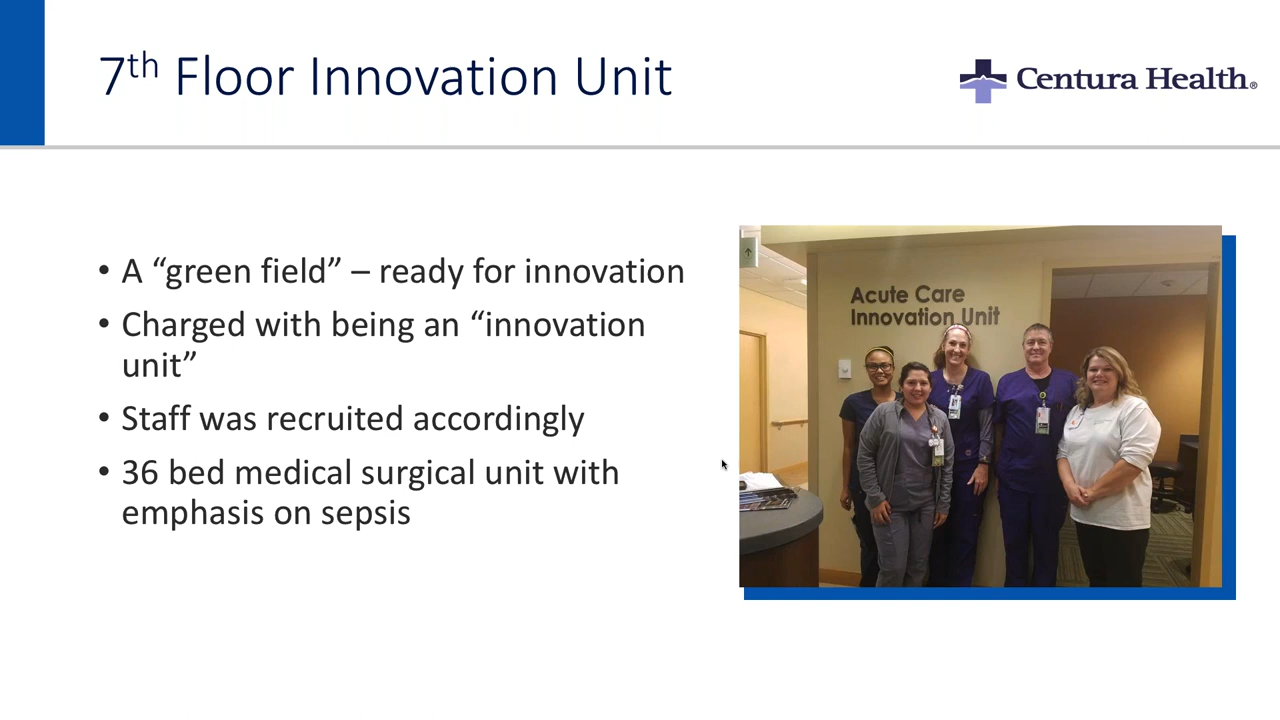 7th Floor Innovation Unit
Centura Health®
• A “green field” – ready for innovation
• Charged with being an “innovation
unit”
• Staff was recruited accordingly
• 36 bed medical surgical unit with
emphasis on sepsis
Acute Care
Innovation Unit